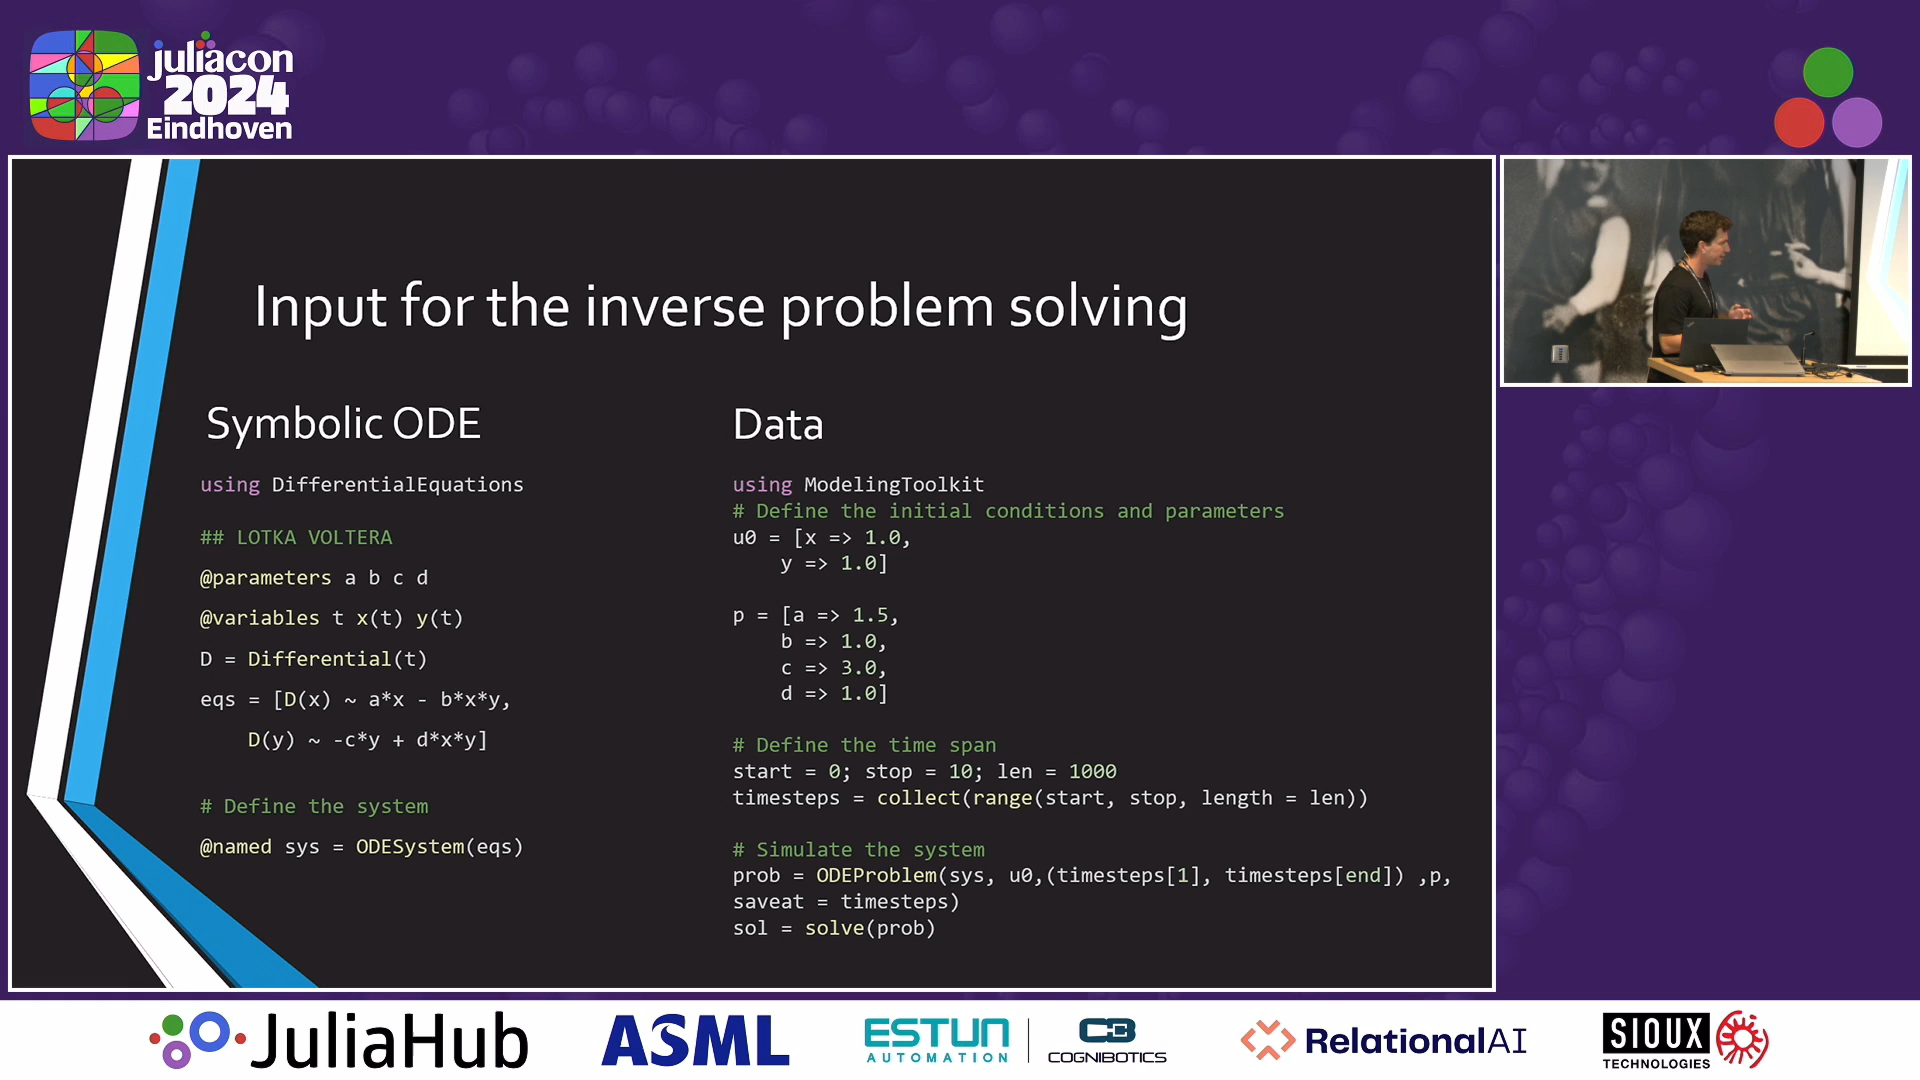 juliacon
2024
Eindhoven
Input for the inverse problem solving
Symbolic ODE
using DifferentialEquations
## LOTKA VOLTERA
@parameters a b c d
@variables t x(t) y(t)
D = Differential(t)
eqs = [D(x) ~ a*x - b*x*y,
D(y) ~ -c*y + d*x*y]
# Define the system
@named sys = ODESystem(eqs)
Data
using ModelingToolkit
# Define the initial conditions and parameters
u0 = [x => 1.0,
y => 1.0]
p = [a => 1.5,
b => 1.0,
c => 3.0,
d => 1.0]
# Define the time span
start = 0; stop = 10; len = 1000
timesteps = collect(range(start, stop, length = len))
# Simulate the system
prob = ODEProblem(sys, u0,(timesteps[1], timesteps[end]) ,p,
saveat = timesteps)
sol = solve(prob)
JuliaHub
ASML
ESTUN
AUTOMATION
COGNIBOTICS
RelationalAI
SIOUX
TECHNOLOGIES